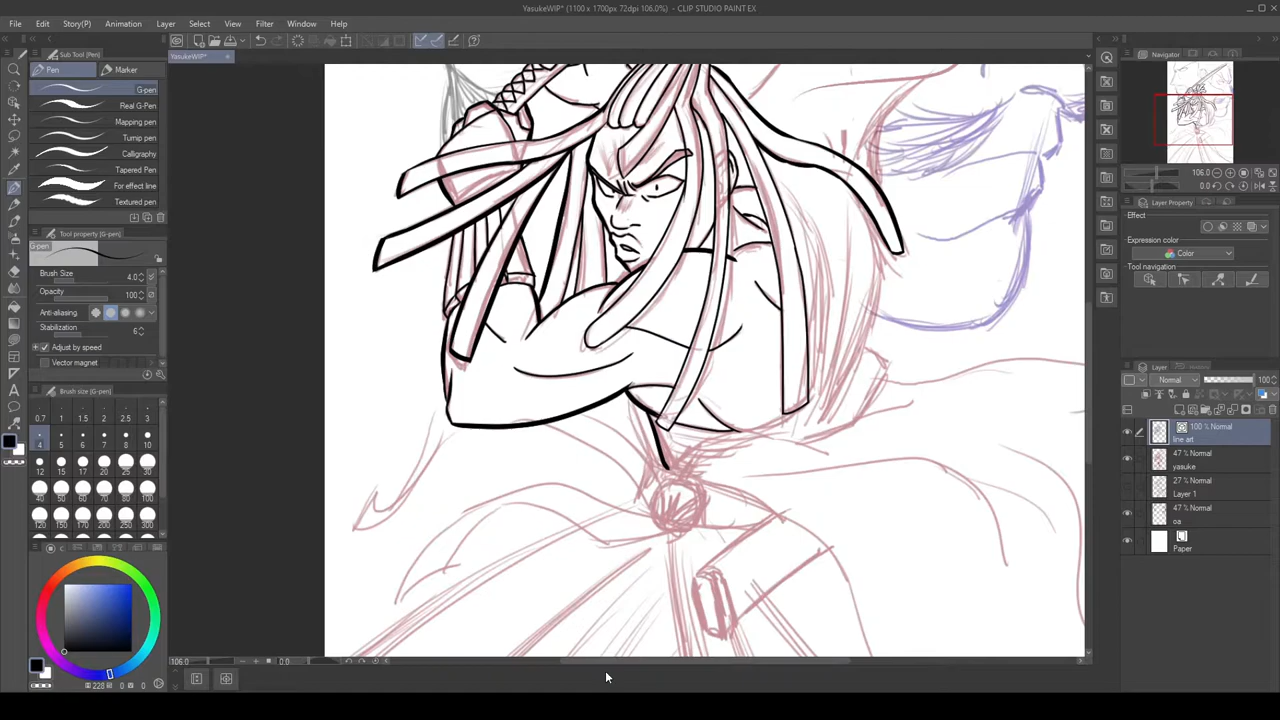 YasukeWIP* (1100 x 1700px 72dpi 106.0%) - CLIP STUDIO PAINT EX
File Edit Story(P) Animation Layer Select View Filter Window Help
Sub Tool [Pen]
YasukeWIP*
Navigator
Pen Marker
G-pen
Real G-Pen
Mapping pen
Turnip pen
Calligraphy
Tapered Pen
For effect line
Textured pen
Tool property [G-pen]
G-pen
Brush Size 4.0
Opacity 100
Anti-aliasing
Stabilization 6
Adjust by speed
Vector magnet
Brush size [G-pen]
0.7 1 1.5 2 2.5 3
4 5 6 7 8 10
12 15 17 20 25 30
40 50 60 70 80 100
120 150 170 200 250 300
228 0 0
106.0 0.0
106.0
0.0
Layer Property
Effect
Expression color
Color
Tool navigation
Layer
Normal 100
100 % Normal
line art
47 % Normal
yasuke
27 % Normal
Layer 1
47 % Normal
oa
Paper